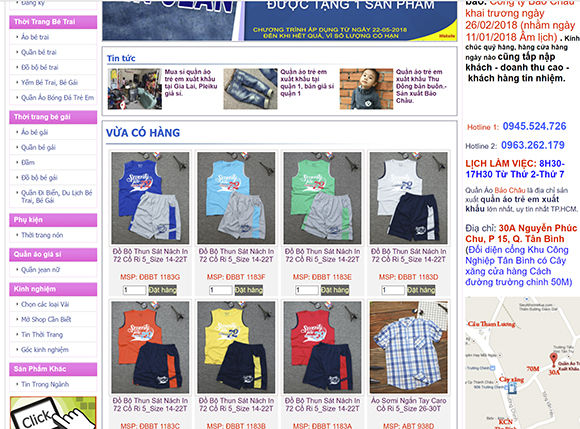 Đăng ký
Thời Trang Bé Trai
Áo bé trai
Quần bé trai
Đồ bộ bé trai
Yếm Bé Trai, Bé Gái
Quần Áo Bóng Đá Trẻ Em
Thời trang bé gái
Áo bé gái
Quần bé gái
Đầm
Đồ bộ bé gái
Quần Đi Biển, Du Lịch Bé
Trai, Bé Gái
Phụ kiện
Thời trang nón
Quần áo giá sỉ
Quần jean nữ
Kinh nghiệm
Chọn các loại Vải
Mở Shop Cần Biết
Tin Thời Trang
Góc kinh nghiệm
Sản Phẩm Khác
Tin Trong Ngành
Click
ĐƯỢC TẶNG 1 SẢN PHẨM
CHƯƠNG TRÌNH ÁP DỤNG TỪ NGÀY 22-05-2018
ĐẾN KHI HẾT QUẢ, VÌ SỐ LƯỢNG CÓ HẠN
Tin tức
Mua sỉ quần áo
trẻ em xuất khẩu
tại Gia Lai, Pleiku
giá sỉ.
Quần áo trẻ em
xuất khẩu tại
quận 1, bán giá sỉ
quận 1
Quần áo trẻ em
xuất khẩu Thu
Đông bán buôn.-
Sản xuất Bảo
Châu.
VỪA CÓ HÀNG
Đồ Bộ Thun Sát Nách In
72 Cổ Ri 5_Size 14-22T
MSP: ĐBBT 1183G
1 Đặt hàng
Đồ Bộ Thun Sát Nách In
72 Cổ Ri 5_Size 14-22T
MSP: ĐBBT 1183F
1 Đặt hàng
Đồ Bộ Thun Sát Nách In
72 Cổ Ri 5_Size 14-22T
MSP: ĐBBT 1183E
1 Đặt hàng
Đồ Bộ Thun Sát Nách In
72 Cổ Ri 5_Size 14-22T
MSP: ĐBBT 1183D
1 Đặt hàng
Đồ Bộ Thun Sát Nách In
72 Cổ Ri 5_Size 14-22T
MSP: ĐBBT 1183C
Đồ Bộ Thun Sát Nách In
72 Cổ Ri 5_Size 14-22T
MSP: ĐBBT 1183B
Đồ Bộ Thun Sát Nách In
72 Cổ Ri 5_Size 14-22T
MSP: ĐBBT 1183A
Áo Sơmi Ngắn Tay Caro
Cổ Ri 5_Size 26-30T
MSP: ABT 938D
báo: Công ty Bảo Châu
khai trương ngày
26/02/2018 (nhằm ngày
11/01/2018 Âm lịch) . Kính
chúc quý hàng, hàng cửa hàng
ngày nào cũng tấp nập
khách - doanh thu cao -
khách hàng tín nhiệm.
Hotline 1: 0945.524.726
Hotline 2: 0963.262.179
LỊCH LÀM VIỆC: 8H30-
17H30 Từ Thứ 2-Thứ 7
Quần Áo Bảo Châu là địa chỉ sản
xuất quần áo trẻ em xuất
khẩu lớn nhất, uy tín nhất TP.HCM.
Địa chỉ: 30A Nguyễn Phúc
Chu, P 15, Q. Tân Bình
(Đối diện cổng Khu Công
Nghiệp Tân Bình có Cây
xăng cửa hàng Cách
đường trường chinh 50M)
Cầu Tham Lương
70M
30A
Cây xăng
KCN